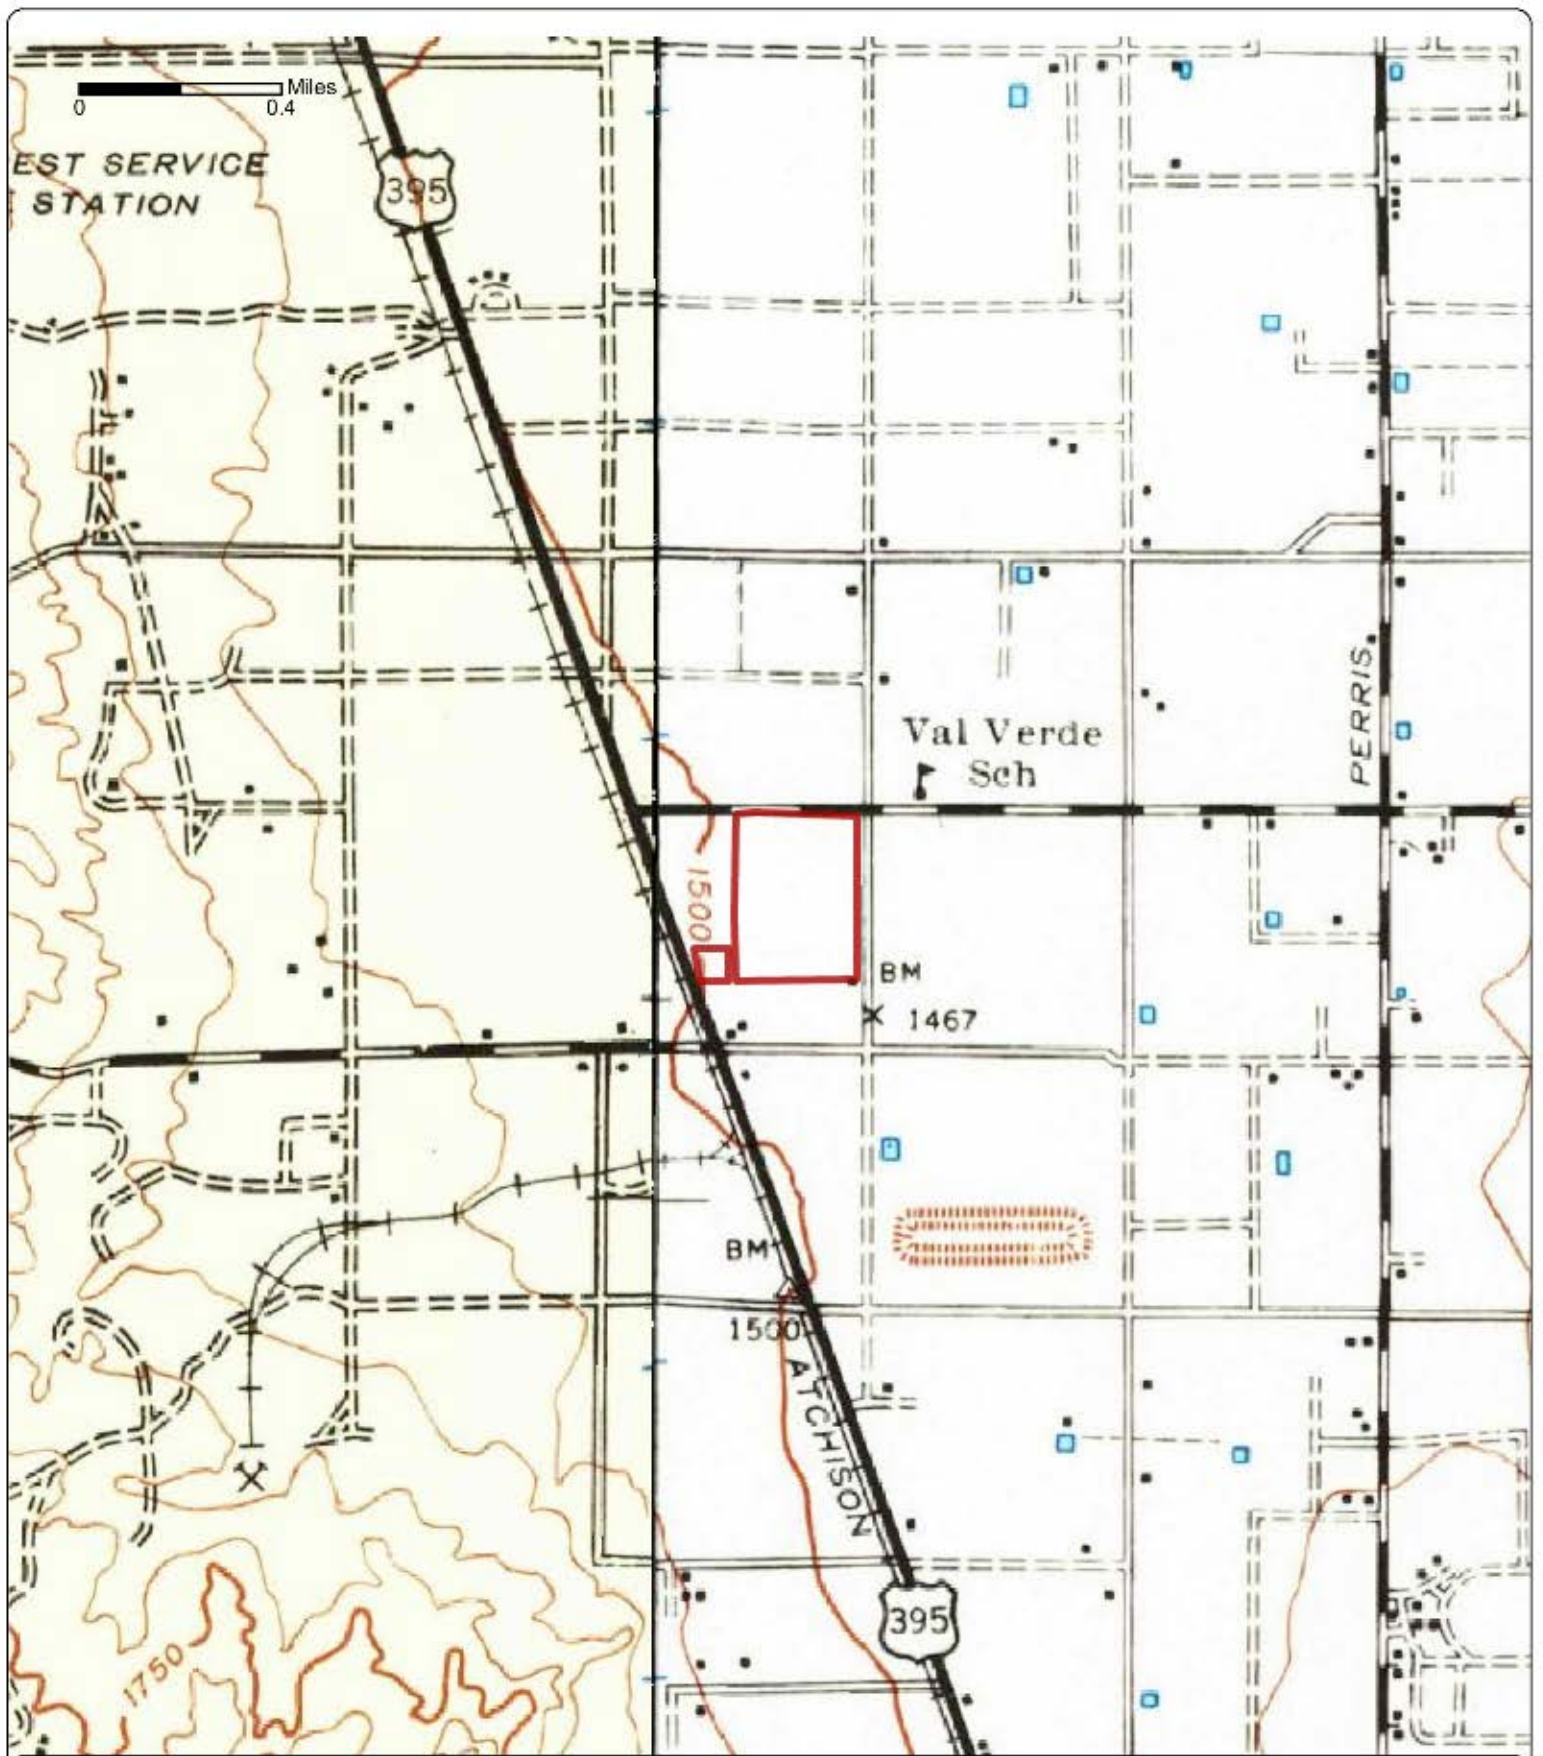 Miles
0 0.4
EST SERVICE
STATION
395
Val Verde
Sch
PERRIS
1500
BM
1467
BM
1500
ATCHISON
395
1750